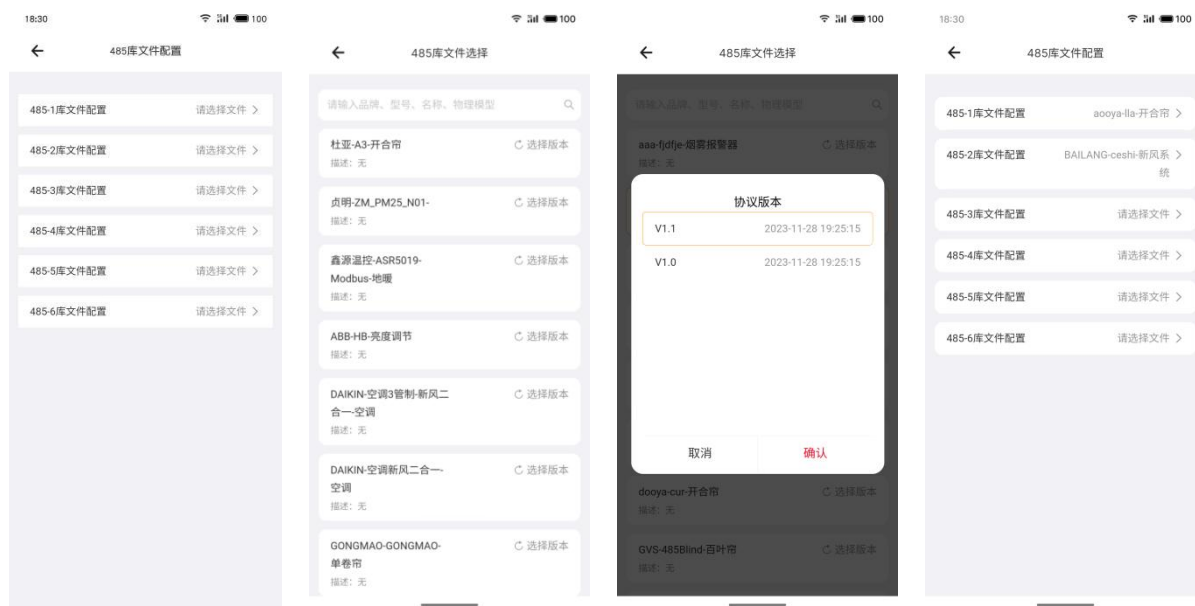 18:30
100
485库文件配置
485-1库文件配置
请选择文件 >
485-2库文件配置
请选择文件 >
485-3库文件配置
请选择文件 >
485-4库文件配置
请选择文件 >
485-5库文件配置
请选择文件 >
485-6库文件配置
请选择文件 >
100
485库文件选择
请输入品牌、型号、名称、物理模型
杜亚-A3-开合帘
选择版本
描述：无
贞明-ZM_PM25_N01-
选择版本
描述：无
鑫源温控-ASR5019-
选择版本
Modbus-地暖
描述：无
ABB-HB-亮度调节
选择版本
描述：无
DAIKIN-空调3管制-新风二
选择版本
合一-空调
描述：无
DAIKIN-空调新风二合一-
选择版本
空调
描述：无
GONGMAO-GONGMAO-
选择版本
单卷帘
描述：无
100
485库文件选择
请输入品牌、型号、名称、物理模型
aaa-fjdfje-烟雾报警器
选择版本
描述：无
协议版本
V1.1
2023-11-28 19:25:15
V1.0
2023-11-28 19:25:15
取消
确认
dooya-cur-开合帘
选择版本
描述：无
GVS-485Blind-百叶帘
选择版本
描述：无
18:30
100
485库文件配置
485-1库文件配置
aooya-lla-开合帘 >
485-2库文件配置
BAILANG-ceshi-新风系 >
统
485-3库文件配置
请选择文件 >
485-4库文件配置
请选择文件 >
485-5库文件配置
请选择文件 >
485-6库文件配置
请选择文件 >